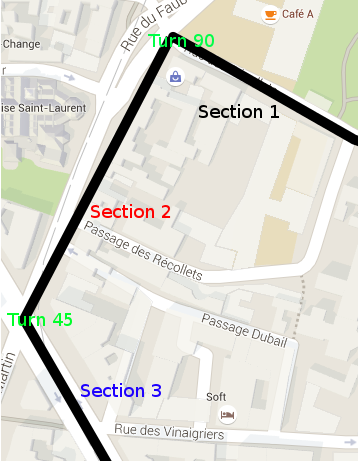 Rue du Faub
Café A
Turn 90
Change
Section 1
ise Saint-Laurent
Section 2
Passage des Récollets
Turn 45
Passage Dubail
artin
Section 3
Soft
Rue des Vinaigriers